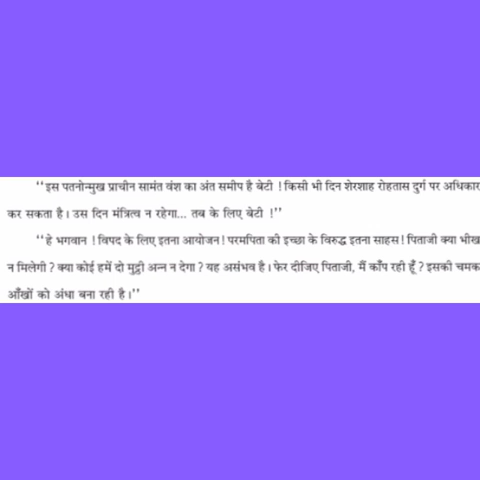 ‘‘इस पतनोन्मुख प्राचीन सामंत वंश का अंत समीप है बेटी ! किसी भी दिन शेरशाह रोहतास दुर्ग पर अधिकार
कर सकता है। उस दिन मंत्रित्व न रहेगा... तब के लिए बेटी !’’
‘‘हे भगवान ! विपद के लिए इतना आयोजन! परमपिता की इच्छा के विरुद्ध इतना साहस! पिताजी क्या भीख
न मिलेगी ? क्या कोई हमें दो मुट्ठी अन्न न देगा ? यह असंभव है। फेर दीजिए पिताजी, मैं काँप रही हूँ ? इसकी चमक
आँखों को अंधा बना रही है।’’